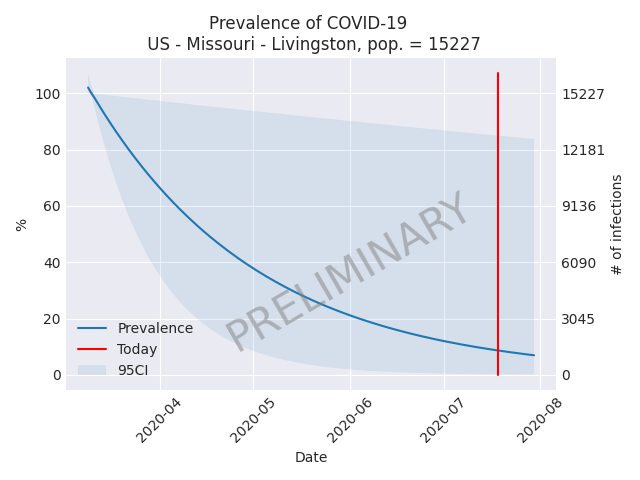 Prevalence of COVID-19
US - Missouri - Livingston, pop. = 15227
100
80
60
40
20
0
%
15227
12181
9136
6090
3045
0
# of infections
PRELIMINARY
Prevalence
Today
95CI
2020-04
2020-05
2020-06
2020-07
2020-08
Date